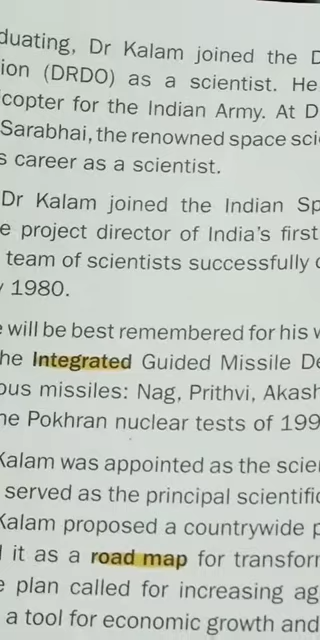 duating, Dr Kalam joined the D
ion (DRDO) as a scientist. He
copter for the Indian Army. At D
Sarabhai, the renowned space scie
s career as a scientist.
Dr Kalam joined the Indian Sp
e project director of India's first
team of scientists successfully
y 1980.
e will be best remembered for his w
he Integrated Guided Missile De
ous missiles: Nag, Prithvi, Akash
he Pokhran nuclear tests of 199
Kalam was appointed as the scie
served as the principal scientific
Kalam proposed a countrywide p
it as a road map for transform
e plan called for increasing ag
a tool for economic growth and